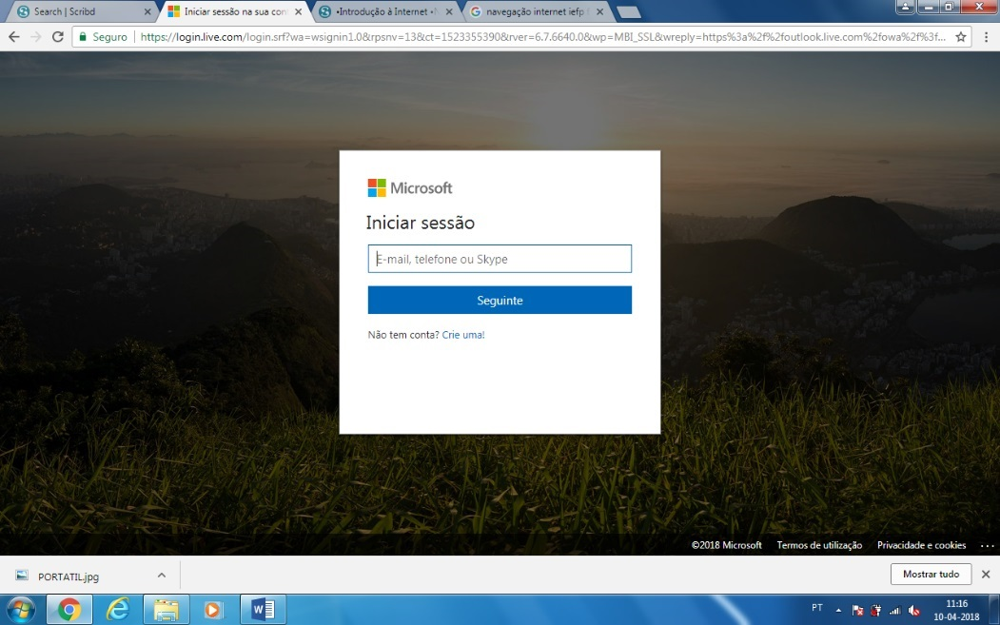 Search | Scribd
Iniciar sessão na sua con
•Introdução à Internet •
navegação internet iefp
Seguro
https://login.live.com/login.srf?wa=wsignin1.0&rpsnv=13&ct=1523355390&rver=6.7.6640.0&wp=MBI_SSL&wreply=https%3a%2f%2foutlook.live.com%2fowa%2f%3f...
Microsoft
Iniciar sessão
E-mail, telefone ou Skype
Seguinte
Não tem conta? Crie uma!
©2018 Microsoft Termos de utilização Privacidade e cookies ...
PORTATIL.jpg
Mostrar tudo
PT
11:16
10-04-2018